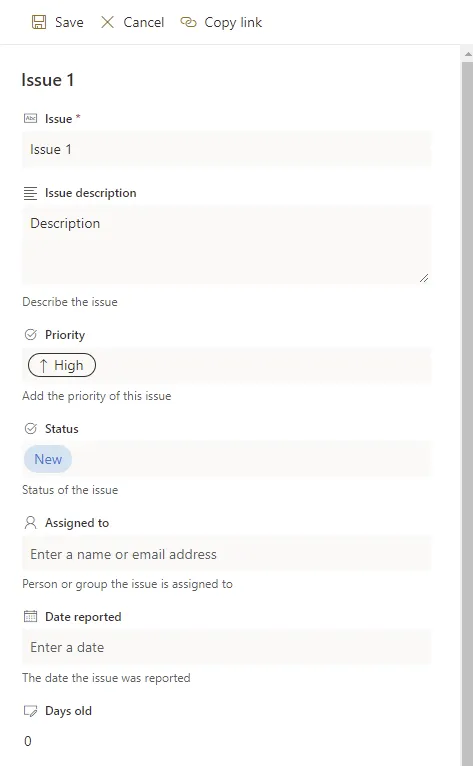 Save Cancel Copy link
Issue 1
Abc Issue *
Issue 1
Issue description
Description
Describe the issue
Priority
↑ High
Add the priority of this issue
Status
New
Status of the issue
Assigned to
Enter a name or email address
Person or group the issue is assigned to
Date reported
Enter a date
The date the issue was reported
Days old
0